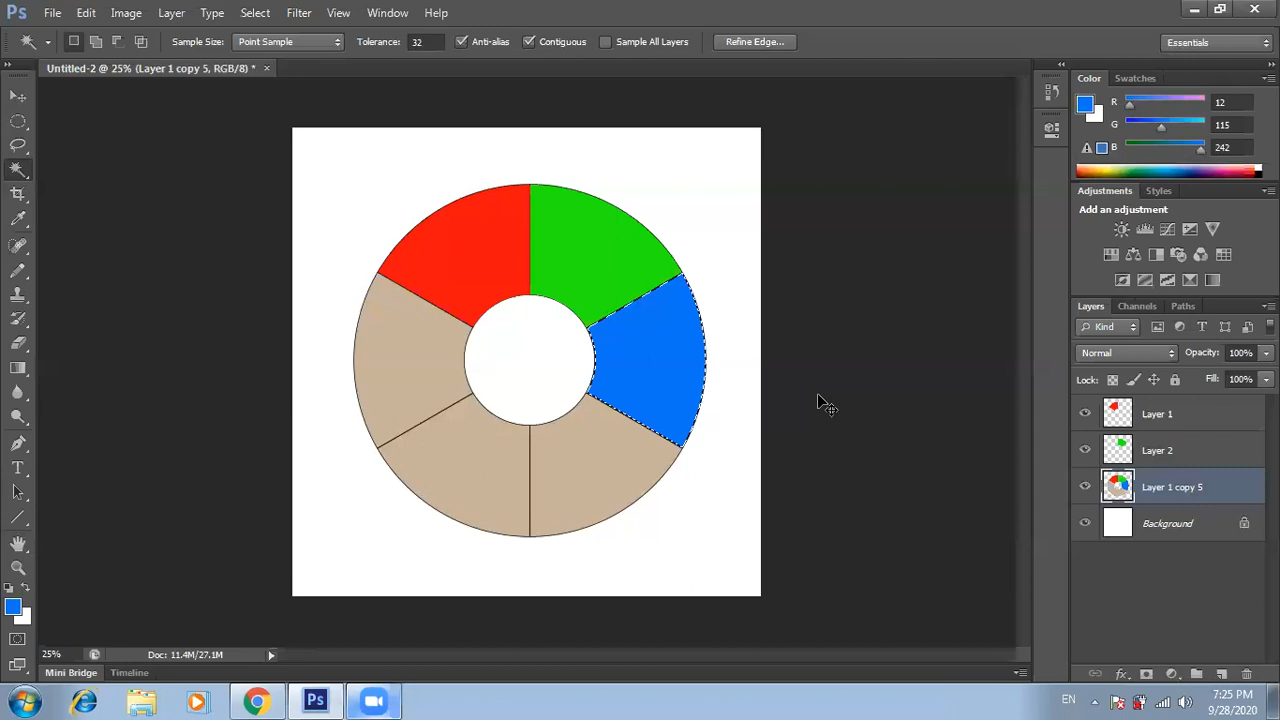 Ps File Edit Image Layer Type Select Filter View Window Help
Sample Size: Point Sample Tolerance: 32 Anti-alias Contiguous Sample All Layers Refine Edge... Essentials
Untitled-2 @ 25% (Layer 1 copy 5, RGB/8) * ×
Color Swatches
R 12
G 115
B 242
Adjustments Styles
Add an adjustment
Layers Channels Paths
Kind
Normal Opacity: 100%
Lock: Fill: 100%
Layer 1
Layer 2
Layer 1 copy 5
Background
25% Doc: 11.4M/27.1M
Mini Bridge Timeline
Ps EN 7:25 PM
9/28/2020